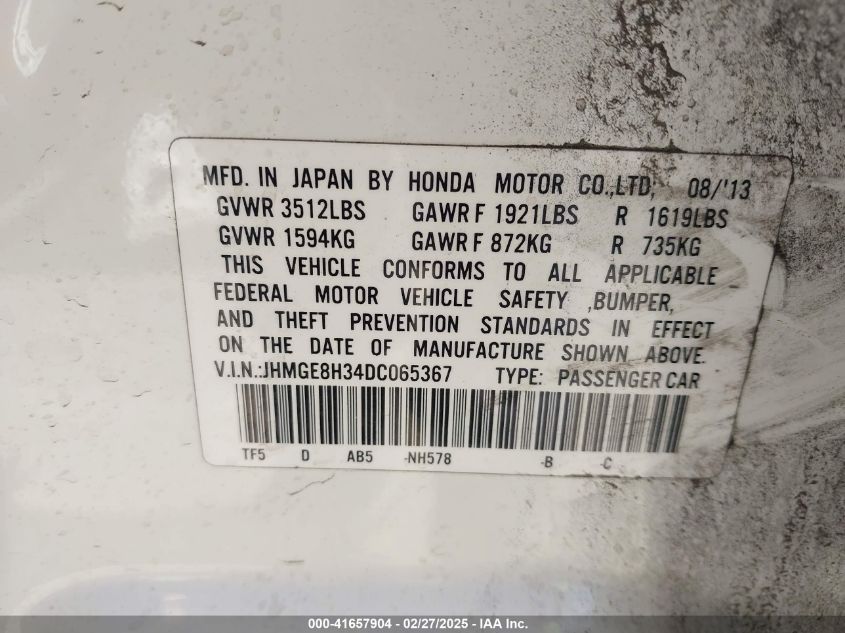 MFD. IN JAPAN BY HONDA MOTOR CO.,LTD, 08/'13
GVWR 3512LBS GAWR F 1921LBS R 1619LBS
GVWR 1594KG GAWR F 872KG R 735KG
THIS VEHICLE CONFORMS TO ALL APPLICABLE
FEDERAL MOTOR VEHICLE SAFETY ,BUMPER,
AND THEFT PREVENTION STANDARDS IN EFFECT
ON THE DATE OF MANUFACTURE SHOWN ABOVE.
V.I.N.:JHMGE8H34DC065367 TYPE: PASSENGER CAR
TF5 D AB5 -NH578 -B -C
000-41657904 - 02/27/2025 - IAA Inc.